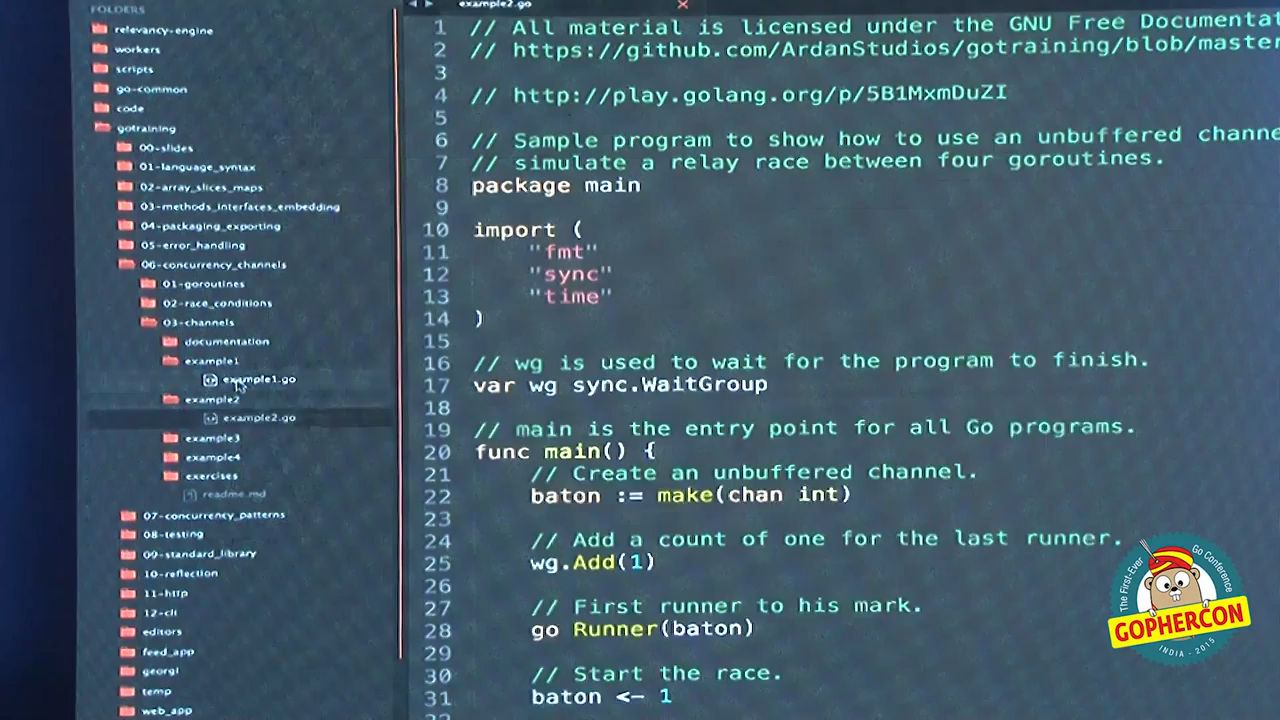 FOLDERS
relevancy-engine
workers
scripts
go-common
code
gotraining
00-slides
01-language_syntax
02-array_slices_maps
03-methods_interfaces_embedding
04-packaging_exporting
05-error_handling
06-concurrency_channels
01-goroutines
02-race_conditions
03-channels
documentation
example1
example1.go
example2
example2.go
example3
example4
exercises
readme.md
07-concurrency_patterns
08-testing
09-standard_library
10-reflection
11-http
12-cli
editors
feed_app
georgi
temp
web_app
example2.go
1 // All material is licensed under the GNU Free Documentat
2 // https://github.com/ArdanStudios/gotraining/blob/master
3
4 // http://play.golang.org/p/5B1MxmDuZI
5
6 // Sample program to show how to use an unbuffered channe
7 // simulate a relay race between four goroutines.
8 package main
9
10 import (
11 "fmt"
12 "sync"
13 "time"
14 )
15
16 // wg is used to wait for the program to finish.
17 var wg sync.WaitGroup
18
19 // main is the entry point for all Go programs.
20 func main() {
21 // Create an unbuffered channel.
22 baton := make(chan int)
23
24 // Add a count of one for the last runner.
25 wg.Add(1)
26
27 // First runner to his mark.
28 go Runner(baton)
29
30 // Start the race.
31 baton <- 1
The First-Ever Go Conference
GOPHERCON
INDIA - 2015